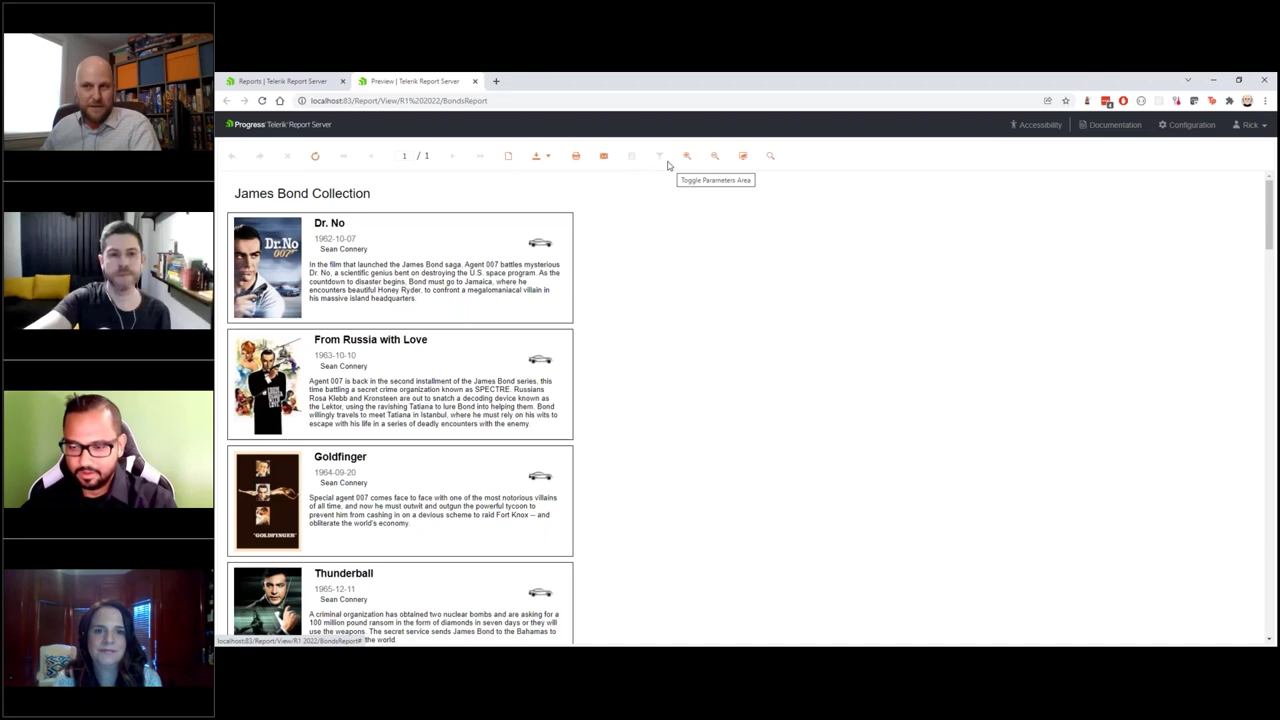 Reports | Telerik Report Server
Preview | Telerik Report Server
localhost:83/Report/View/R1%202022/BondsReport
Progress Telerik Report Server
Accessibility
Documentation
Configuration
Rick
1 / 1
Toggle Parameters Area
James Bond Collection
Dr. No
1962-10-07
Sean Connery
In the film that launched the James Bond saga, Agent 007 battles mysterious
Dr. No, a scientific genius bent on destroying the U.S. space program. As the
countdown to disaster begins, Bond must go to Jamaica, where he
encounters beautiful Honey Ryder, to confront a megalomaniacal villain in
his massive island headquarters.
Dr.No
007
From Russia with Love
1963-10-10
Sean Connery
Agent 007 is back in the second installment of the James Bond series, this
time battling a secret crime organization known as SPECTRE. Russians
Rosa Klebb and Kronsteen are out to snatch a decoding device known as
the Lektor, using the ravishing Tatiana to lure Bond into helping them. Bond
willingly travels to meet Tatiana in Istanbul, where he must rely on his wits to
escape with his life in a series of deadly encounters with the enemy.
Goldfinger
1964-09-20
Sean Connery
Special agent 007 comes face to face with one of the most notorious villains
of all time, and now he must outwit and outgun the powerful tycoon to
prevent him from cashing in on a devious scheme to raid Fort Knox -- and
obliterate the world's economy.
"GOLDFINGER"
Thunderball
1965-12-11
Sean Connery
A criminal organization has obtained two nuclear bombs and are asking for a
100 million pound ransom in the form of diamonds in seven days or they will
use the weapons. The secret service sends James Bond to the Bahamas to
the world
localhost:83/Report/View/R1 2022/BondsReport#